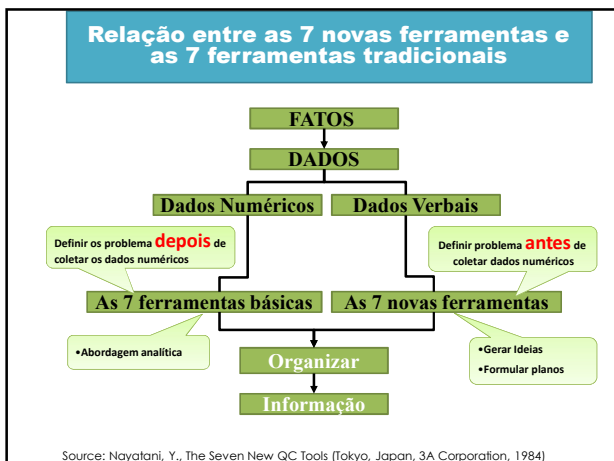 Relação entre as 7 novas ferramentas e
as 7 ferramentas tradicionais
FATOS
DADOS
Dados Numéricos
Dados Verbais
Definir os problema depois de
coletar os dados numéricos
Definir problema antes de
coletar dados numéricos
As 7 ferramentas básicas
As 7 novas ferramentas
•Abordagem analítica
•Gerar Ideias
•Formular planos
Organizar
Informação
Source: Nayatani, Y., The Seven New QC Tools (Tokyo, Japan, 3A Corporation, 1984)